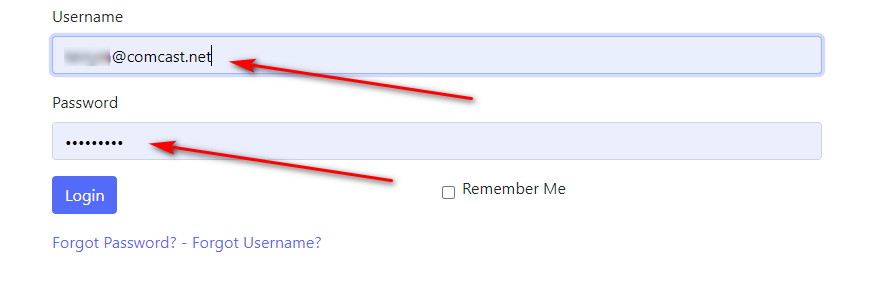 Username
@comcast.net
Password
•••••••••
Login
Remember Me
Forgot Password? - Forgot Username?